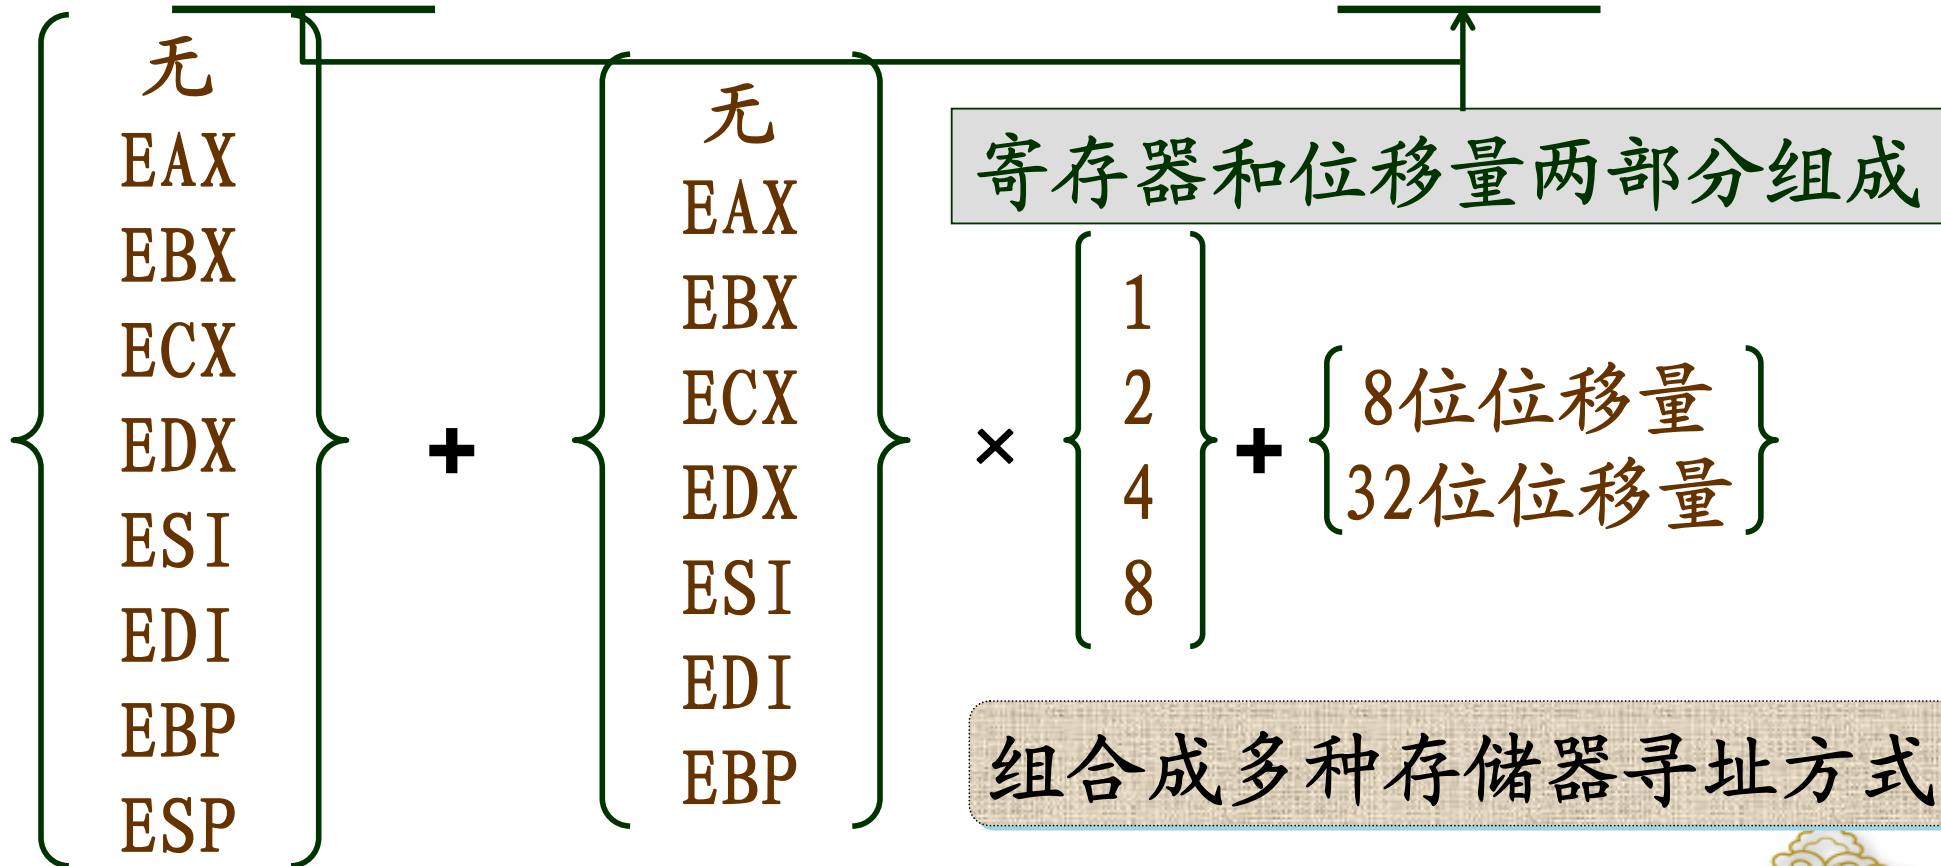 无
EAX
EBX
ECX
EDX
ESI
EDI
EBP
ESP
+
无
EAX
EBX
ECX
EDX
ESI
EDI
EBP
×
1
2
4
8
+
8位位移量
32位位移量
寄存器和位移量两部分组成
组合成多种存储器寻址方式